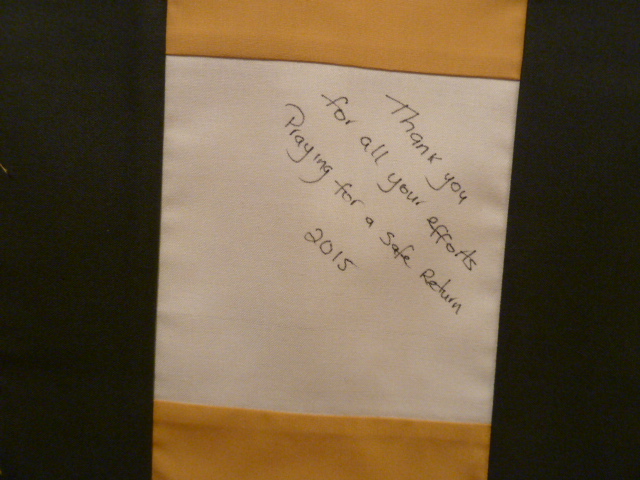 Thank you
for all your efforts
Praying for a safe Return
2015